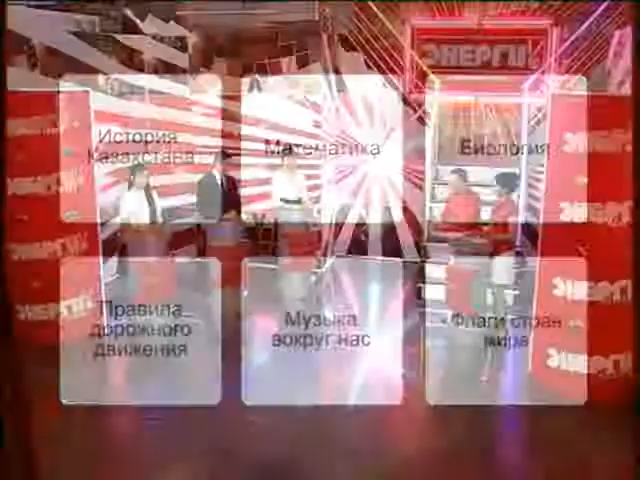 ЭНЕРГИ
История
Казахстана
Математика
Биология
Правила
дорожного
движения
Музыка
вокруг нас
Флаги стран
мира